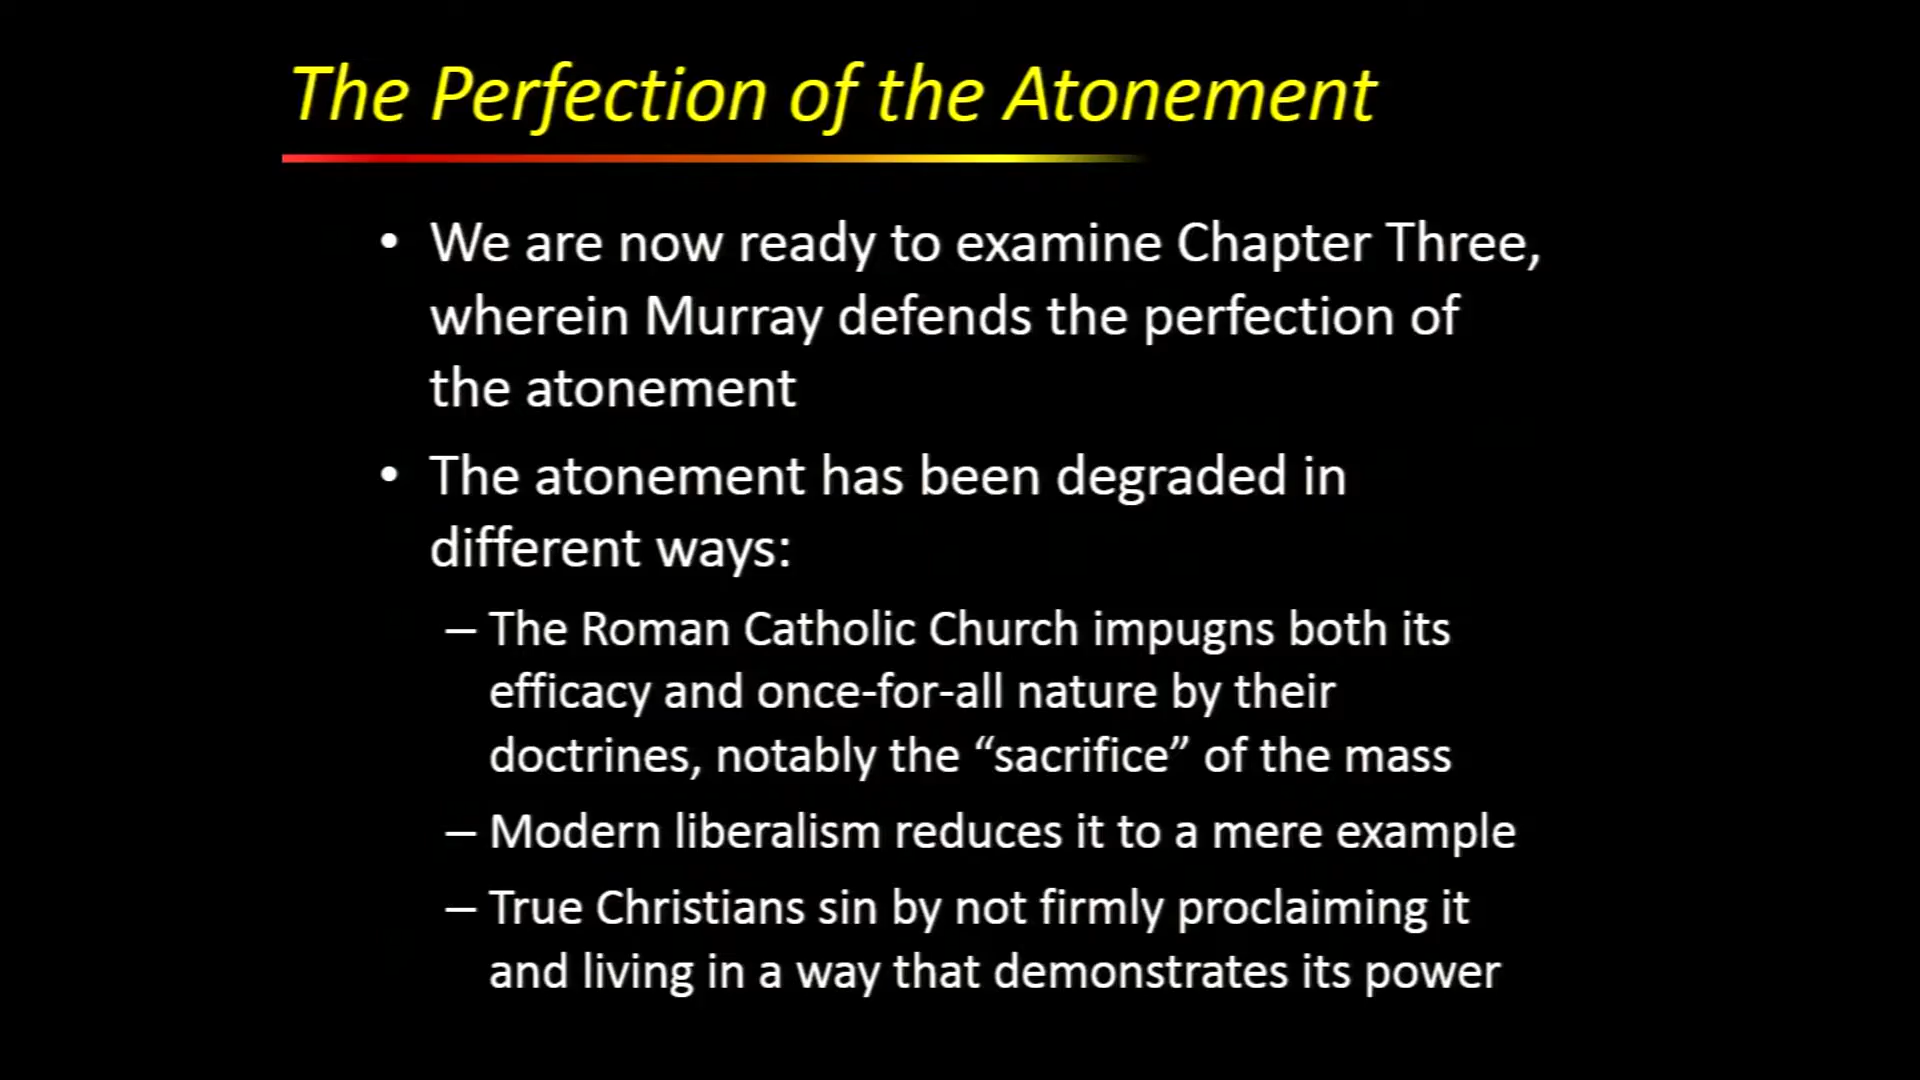 The Perfection of the Atonement
• We are now ready to examine Chapter Three,
wherein Murray defends the perfection of
the atonement
• The atonement has been degraded in
different ways:
– The Roman Catholic Church impugns both its
efficacy and once-for-all nature by their
doctrines, notably the “sacrifice” of the mass
– Modern liberalism reduces it to a mere example
– True Christians sin by not firmly proclaiming it
and living in a way that demonstrates its power